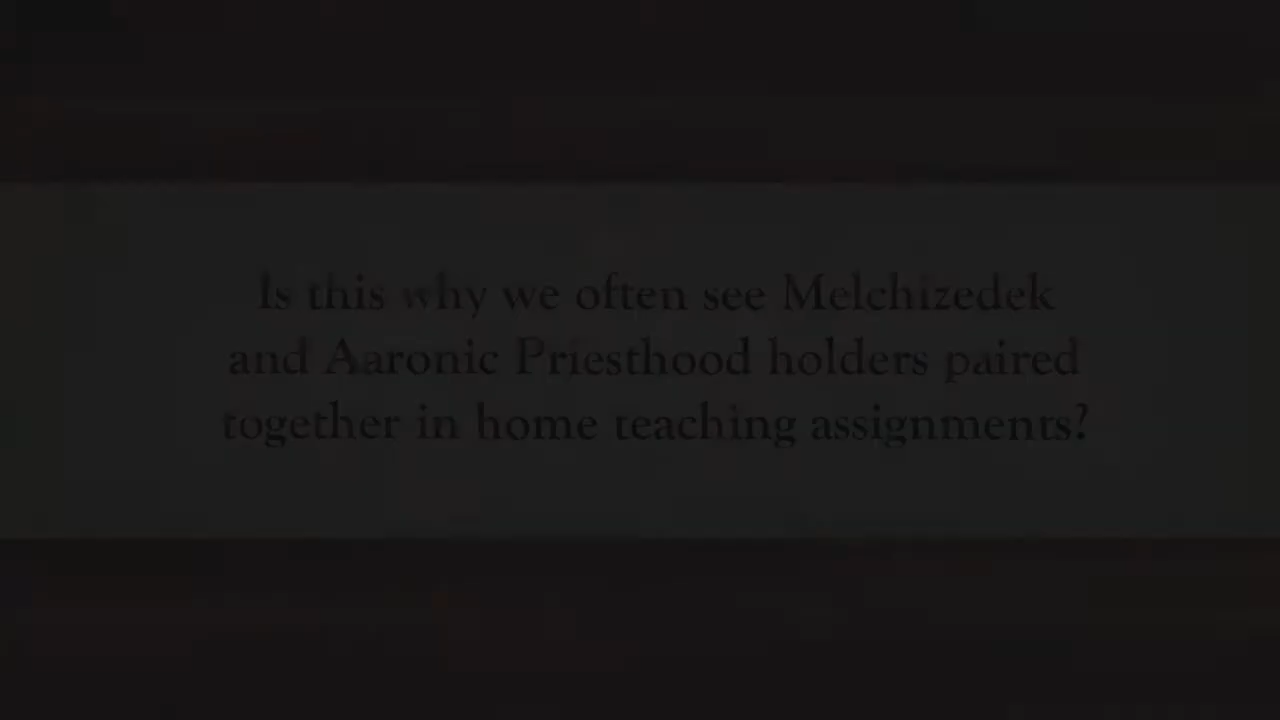 Is this why we often see Melchizedek
and Aaronic Priesthood holders paired
together in home teaching assignments?